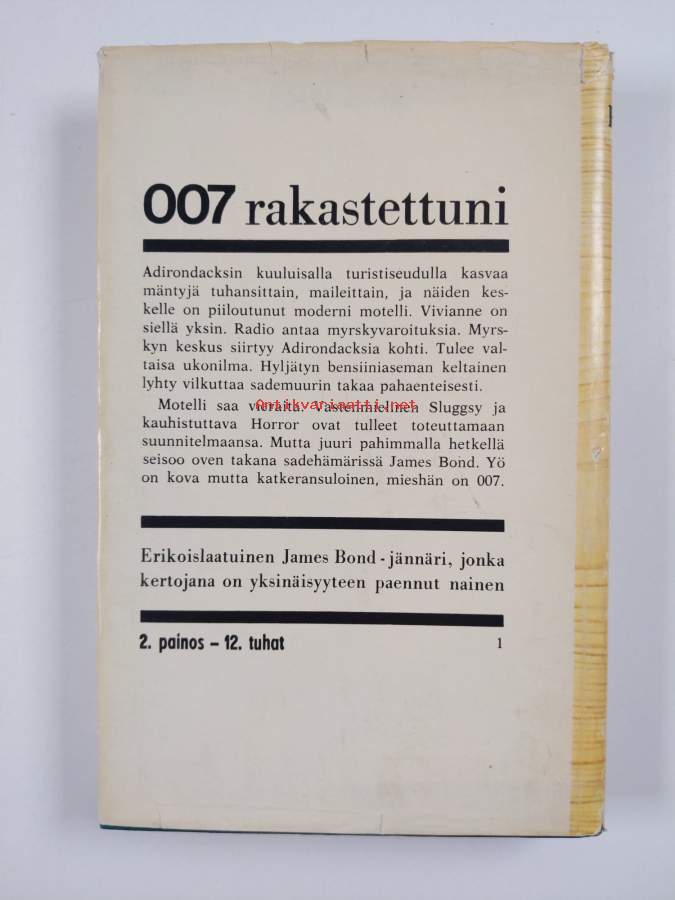 007 rakastettuni
Adirondacksin kuuluisalla turistiseudulla kasvaa
mäntyjä tuhansittain, maileittain, ja näiden kes-
kelle on piiloutunut moderni motelli. Vivianne on
siellä yksin. Radio antaa myrskyvaroituksia. Myrs-
kyn keskus siirtyy Adirondacksia kohti. Tulee val-
taisa ukonilma. Hyljätyn bensiiniaseman keltainen
lyhty vilkuttaa sademuurin takaa pahaenteisesti.
Motelli saa vieraita. Vastenmielinen Sluggsy ja
Antikvariaatti.net
kauhistuttava Horror ovat tulleet toteuttamaan
suunnitelmaansa. Mutta juuri pahimmalla hetkellä
seisoo oven takana sadehämärissä James Bond. Yö
on kova mutta katkeransuloinen, mieshän on 007.
Erikoislaatuinen James Bond - jännäri, jonka
kertojana on yksinäisyyteen paennut nainen
2. painos – 12. tuhat 1